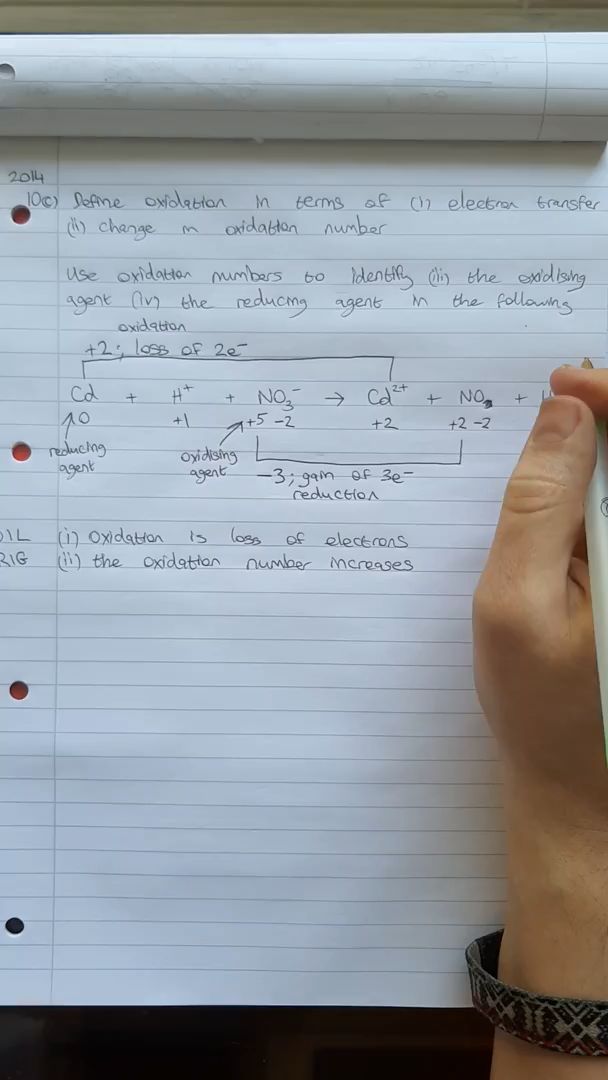 2014
10(c) Define oxidation in terms of (i) electron transfer
(ii) change in oxidation number
Use oxidation numbers to identify (iii) the oxidising
agent (iv) the reducing agent in the following
oxidation
+2; loss of 2e⁻
Cd + H⁺ + NO₃⁻ → Cd²⁺ + NO +
0 +1 +5 -2 +2 +2 -2
reducing agent
oxidising agent
-3; gain of 3e⁻
reduction
OIL (i) Oxidation is loss of electrons
RIG (ii) the oxidation number increases